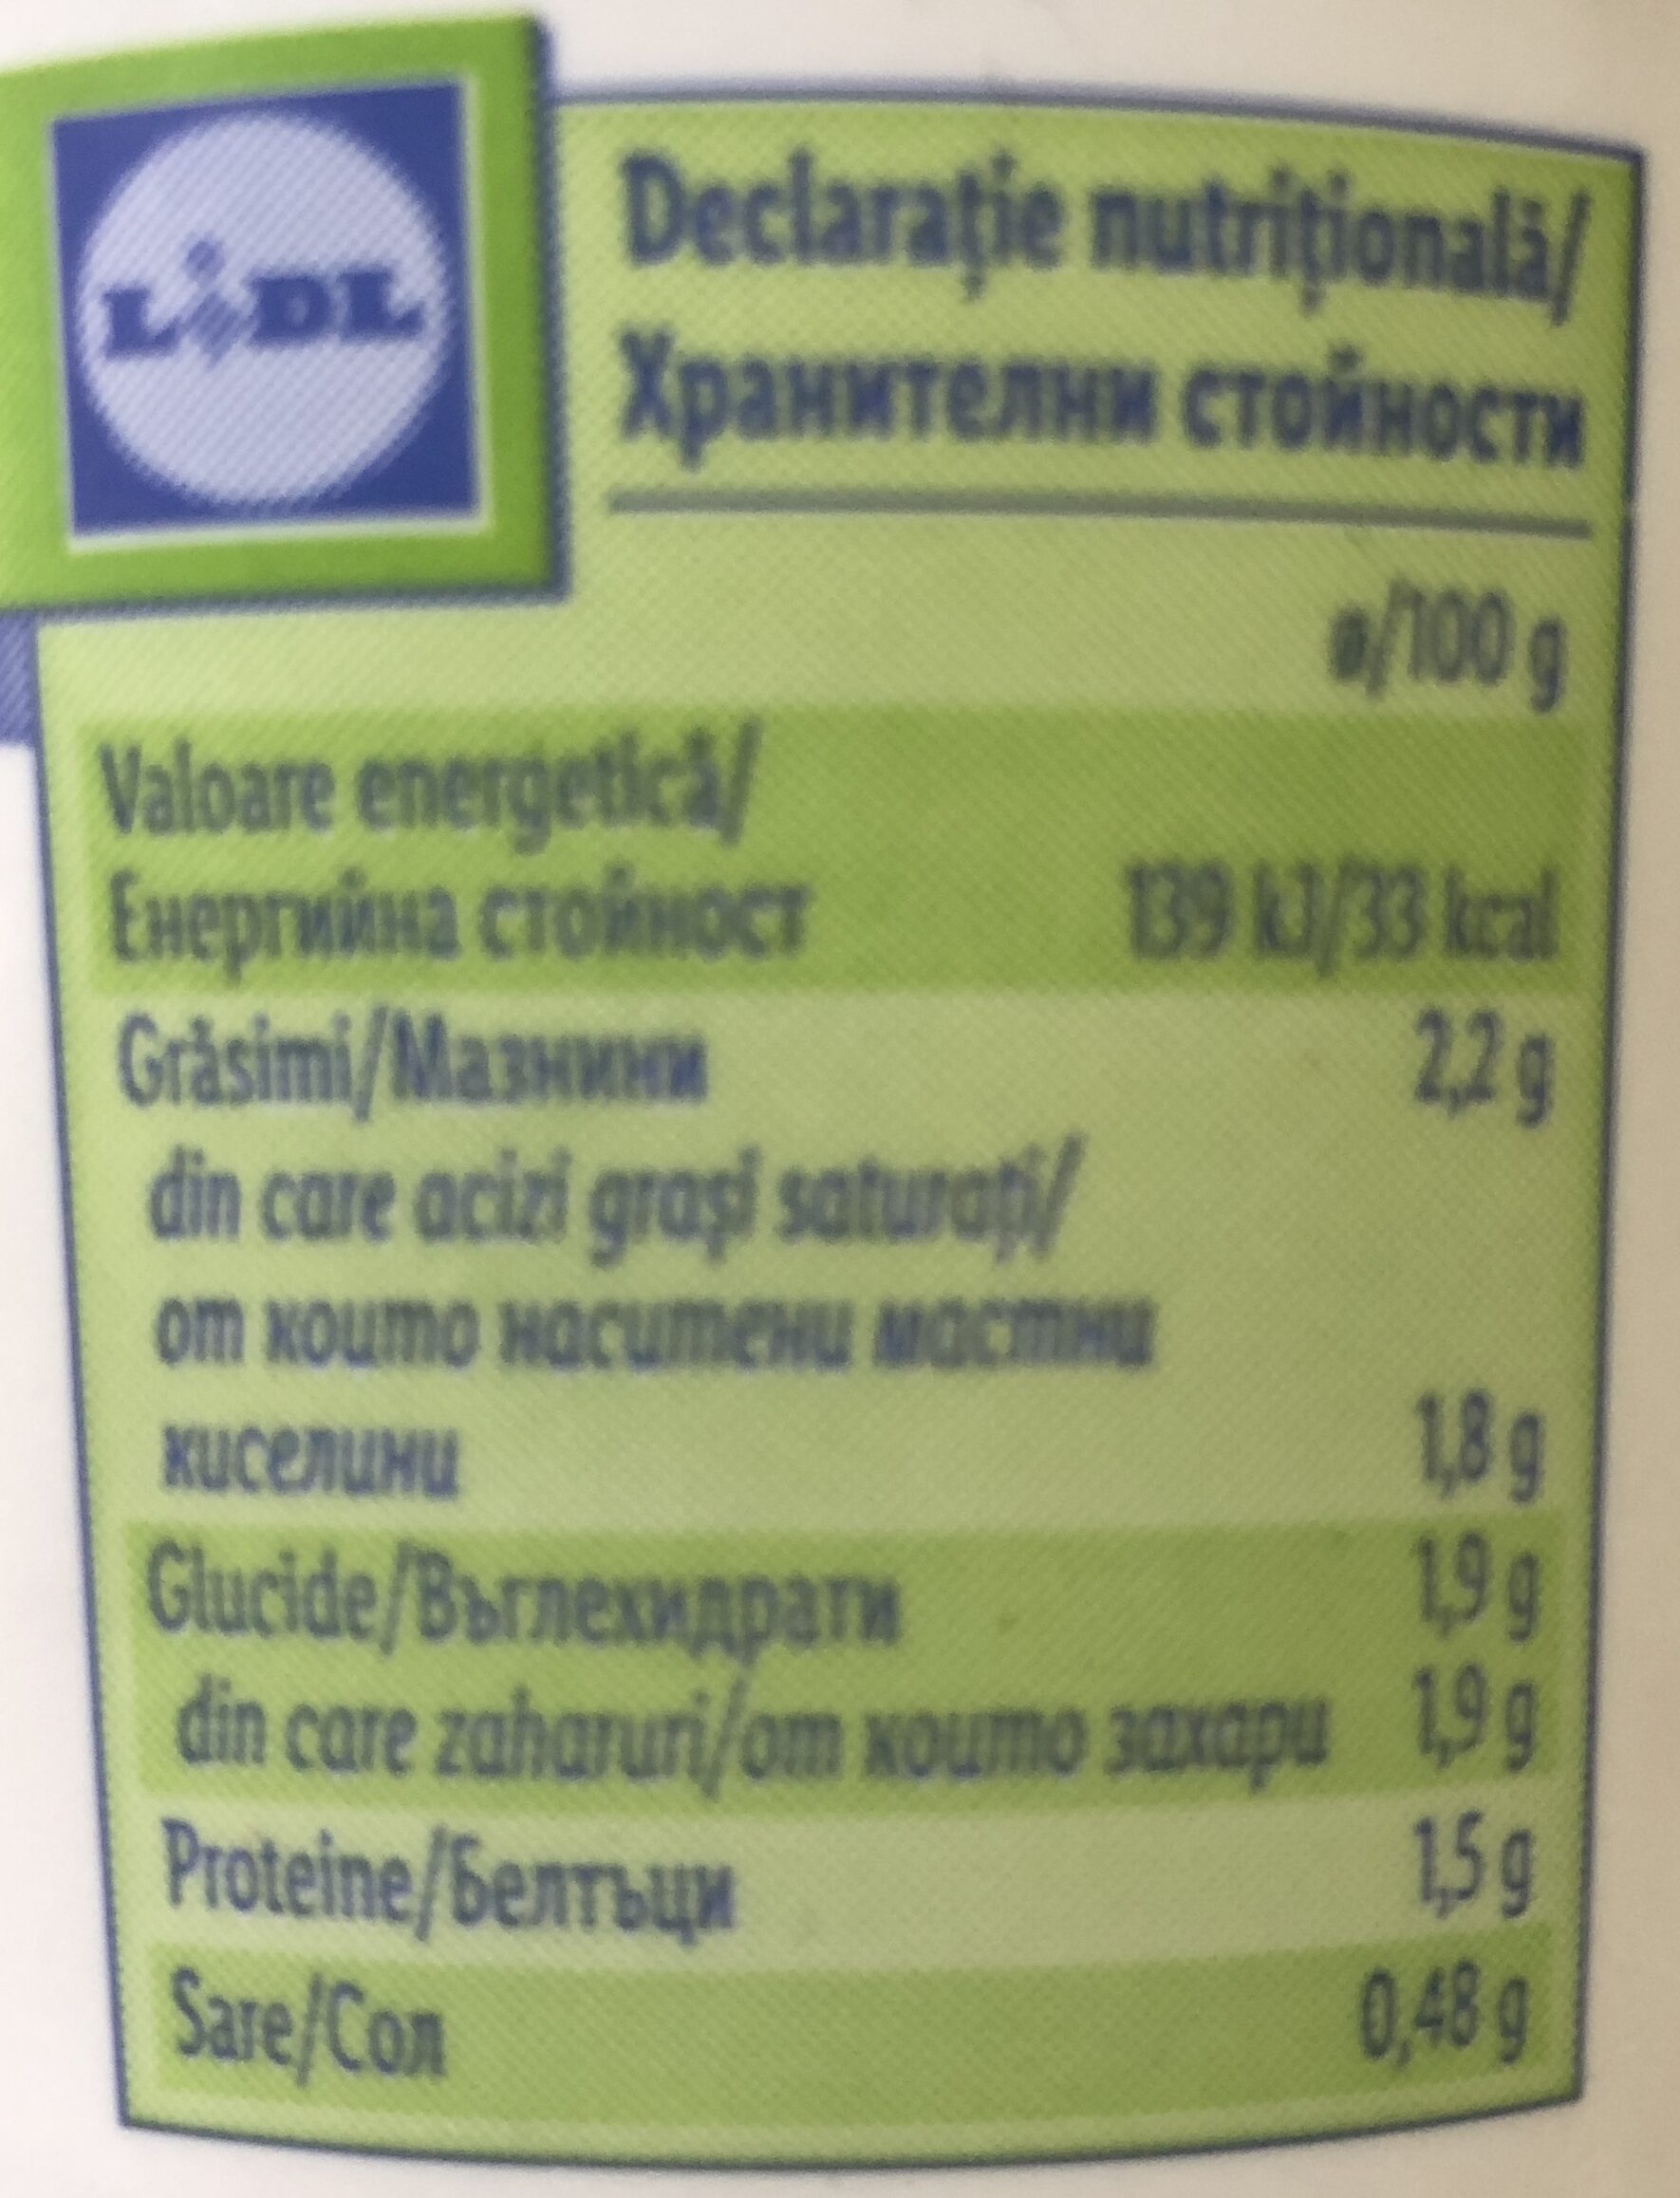 LIDL
Declarație nutrițională/
Хранителни стойности
ø/100 g
Valoare energetică/
Енергийна стойност 139 kJ/33 kcal
Grăsimi/Мазнини 2,2 g
din care acizi grași saturați/
от които наситени мастни
киселини 1,8 g
Glucide/Въглехидрати 1,9 g
din care zaharuri/от които захари 1,9 g
Proteine/Белтъци 1,5 g
Sare/Сол 0,48 g